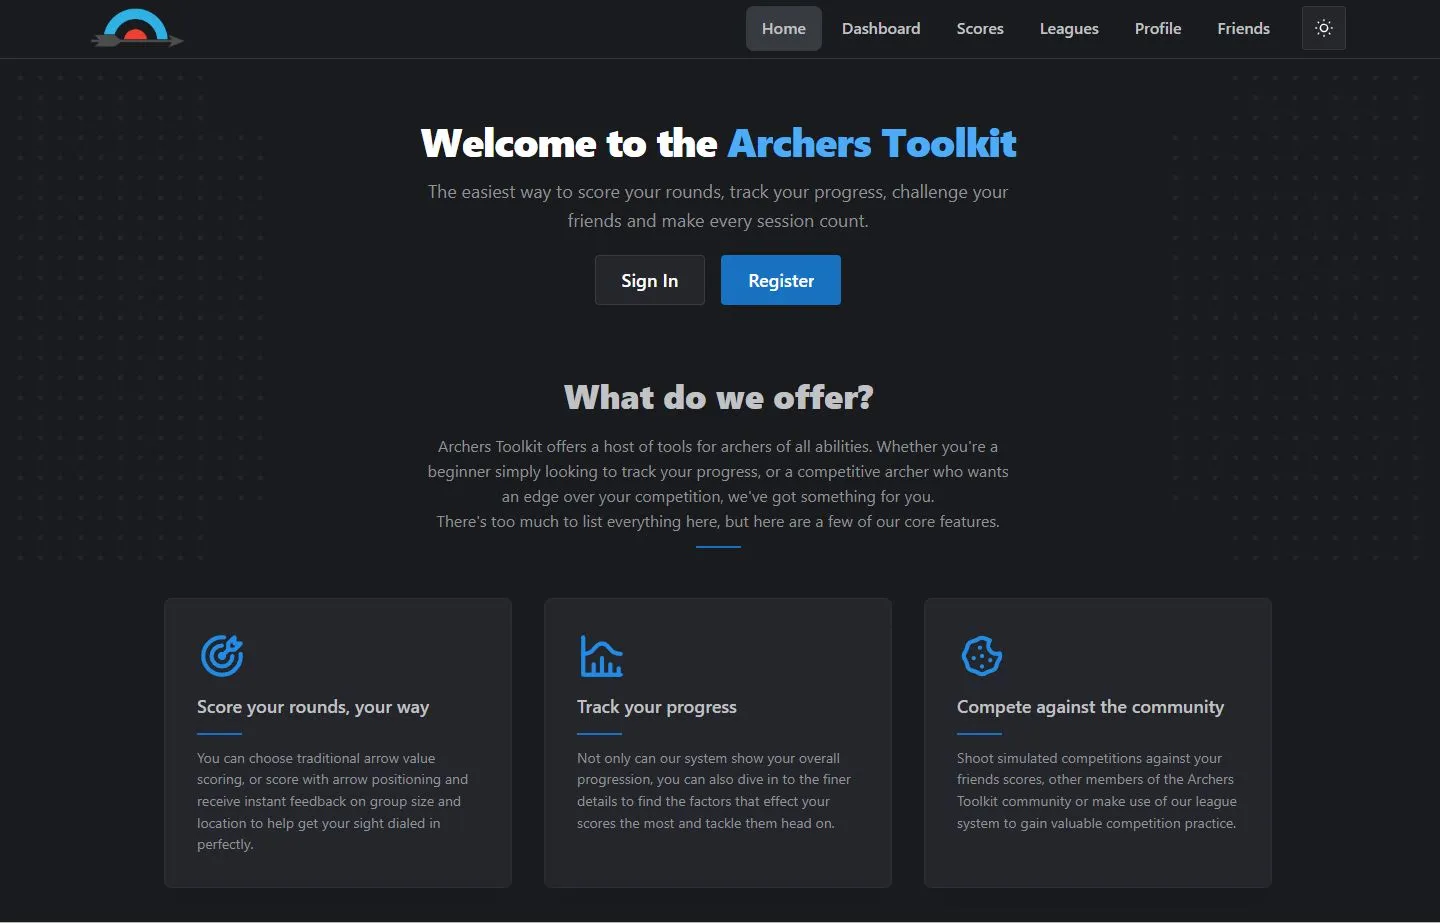 Home Dashboard Scores Leagues Profile Friends
Welcome to the Archers Toolkit
The easiest way to score your rounds, track your progress, challenge your
friends and make every session count.
Sign In Register
What do we offer?
Archers Toolkit offers a host of tools for archers of all abilities. Whether you're a
beginner simply looking to track your progress, or a competitive archer who wants
an edge over your competition, we've got something for you.
There's too much to list everything here, but here are a few of our core features.
Score your rounds, your way
You can choose traditional arrow value
scoring, or score with arrow positioning and
receive instant feedback on group size and
location to help get your sight dialed in
perfectly.
Track your progress
Not only can our system show your overall
progression, you can also dive in to the finer
details to find the factors that effect your
scores the most and tackle them head on.
Compete against the community
Shoot simulated competitions against your
friends scores, other members of the Archers
Toolkit community or make use of our league
system to gain valuable competition practice.